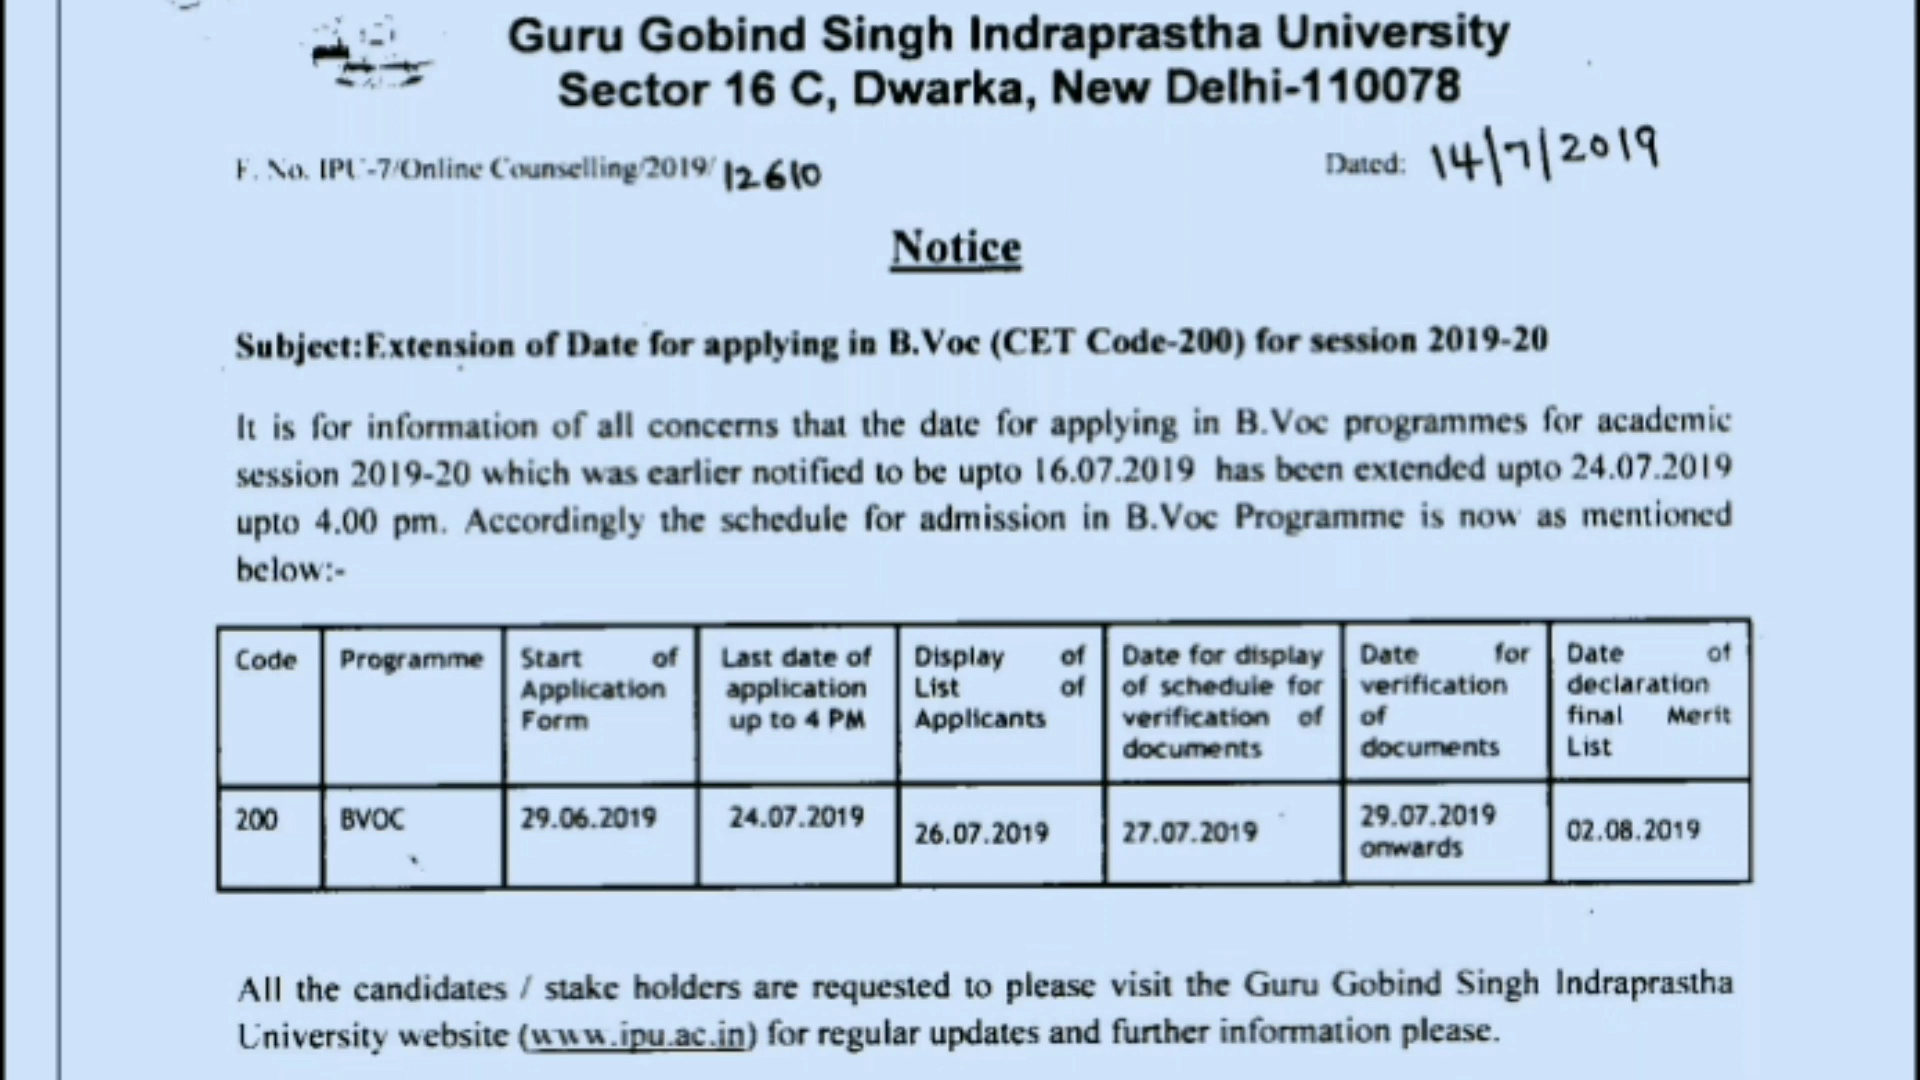 Guru Gobind Singh Indraprastha University
Sector 16 C, Dwarka, New Delhi-110078
F. No. IPU-7/Online Counselling/2019/ 12610 Dated: 14/7/2019
Notice
Subject:Extension of Date for applying in B.Voc (CET Code-200) for session 2019-20
It is for information of all concerns that the date for applying in B.Voc programmes for academic
session 2019-20 which was earlier notified to be upto 16.07.2019 has been extended upto 24.07.2019
upto 4.00 pm. Accordingly the schedule for admission in B.Voc Programme is now as mentioned
below:-
Code Programme Start of Last date of Display of Date for display Date for Date of
Application application List of of schedule for verification declaration
Form up to 4 PM Applicants verification of of final Merit
documents documents List
200 BVOC 29.06.2019 24.07.2019 26.07.2019 27.07.2019 29.07.2019 02.08.2019
onwards
All the candidates / stake holders are requested to please visit the Guru Gobind Singh Indraprastha
University website (www.ipu.ac.in) for regular updates and further information please.